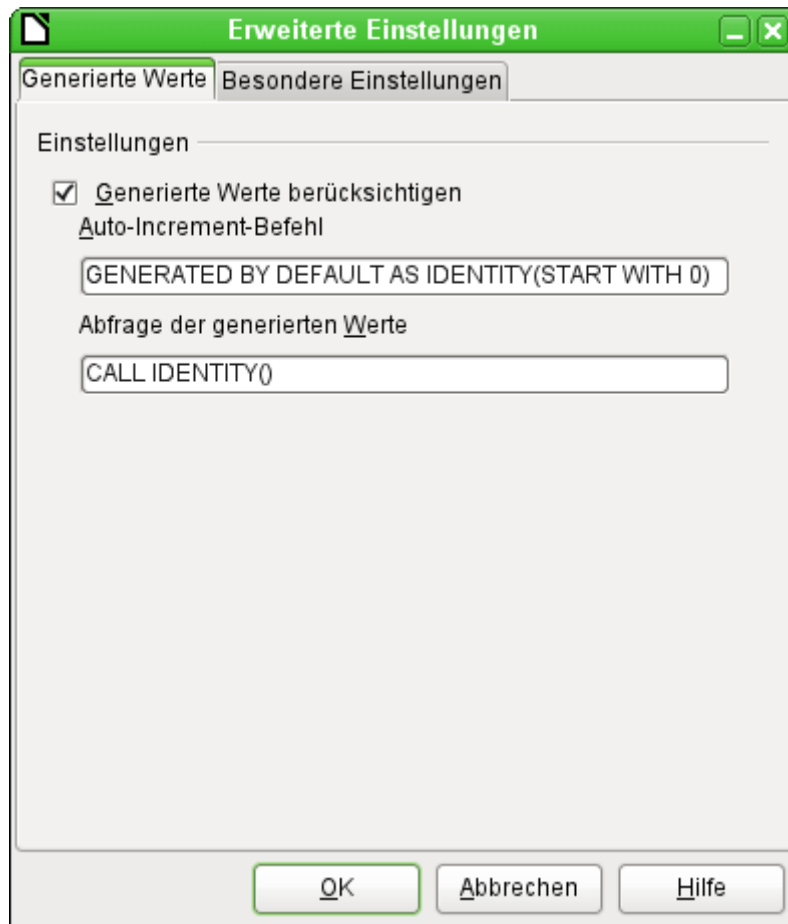 Erweiterte Einstellungen
Generierte Werte Besondere Einstellungen
Einstellungen
Generierte Werte berücksichtigen
Auto-Increment-Befehl
GENERATED BY DEFAULT AS IDENTITY(START WITH 0)
Abfrage der generierten Werte
CALL IDENTITY()
OK Abbrechen Hilfe